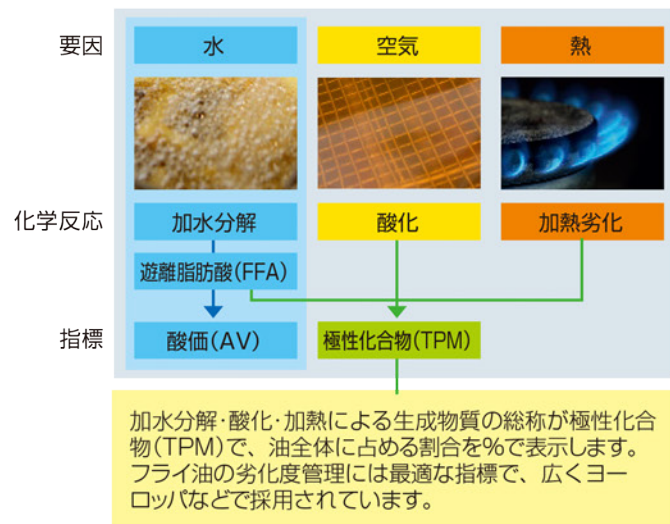 要因
水
空気
熱
化学反応
加水分解
酸化
加熱劣化
遊離脂肪酸(FFA)
指標
酸価(AV)
極性化合物(TPM)
加水分解・酸化・加熱による生成物質の総称が極性化合
物(TPM)で、油全体に占める割合を%で表示します。
フライ油の劣化度管理には最適な指標で、広くヨー
ロッパなどで採用されています。